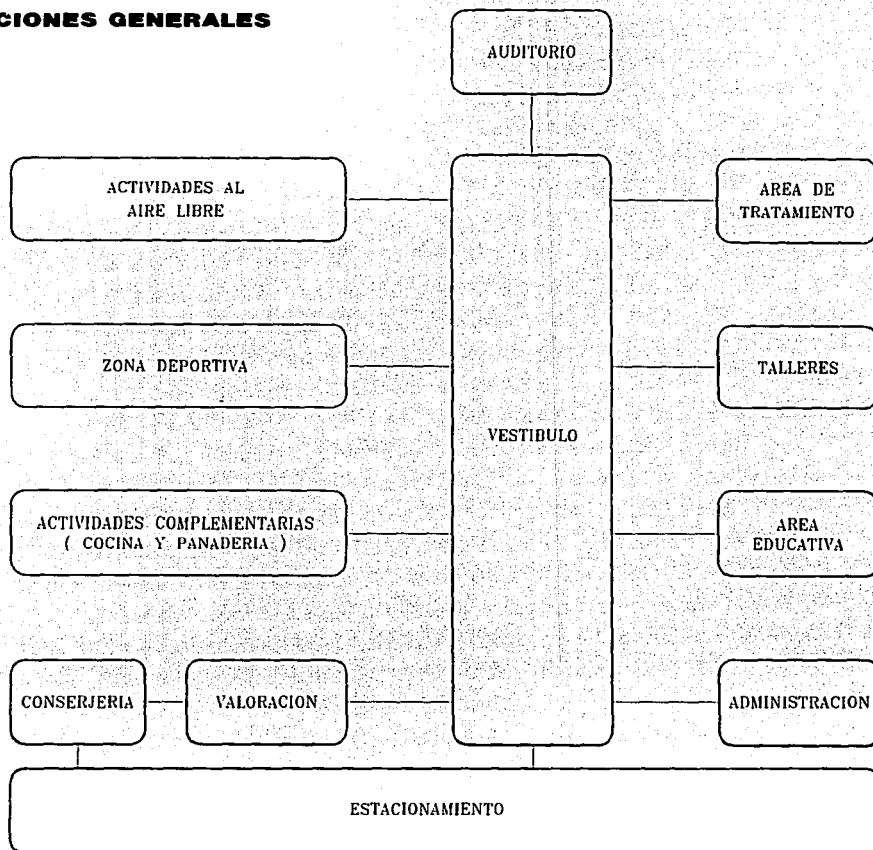 CIONES GENERALES
AUDITORIO
ACTIVIDADES AL
AIRE LIBRE
AREA DE
TRATAMIENTO
ZONA DEPORTIVA
TALLERES
VESTIBULO
ACTIVIDADES COMPLEMENTARIAS
( COCINA Y PANADERIA )
AREA
EDUCATIVA
CONSERJERIA
VALORACION
ADMINISTRACION
ESTACIONAMIENTO